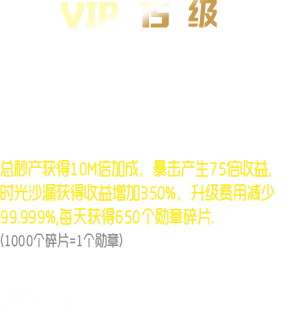 VIP 15 级
总秒产获得10M倍加成，暴击产生75倍收益,
时光沙漏获得收益增加350%，升级费用减少
99.999%,每天获得650个勋章碎片.
(1000个碎片=1个勋章)